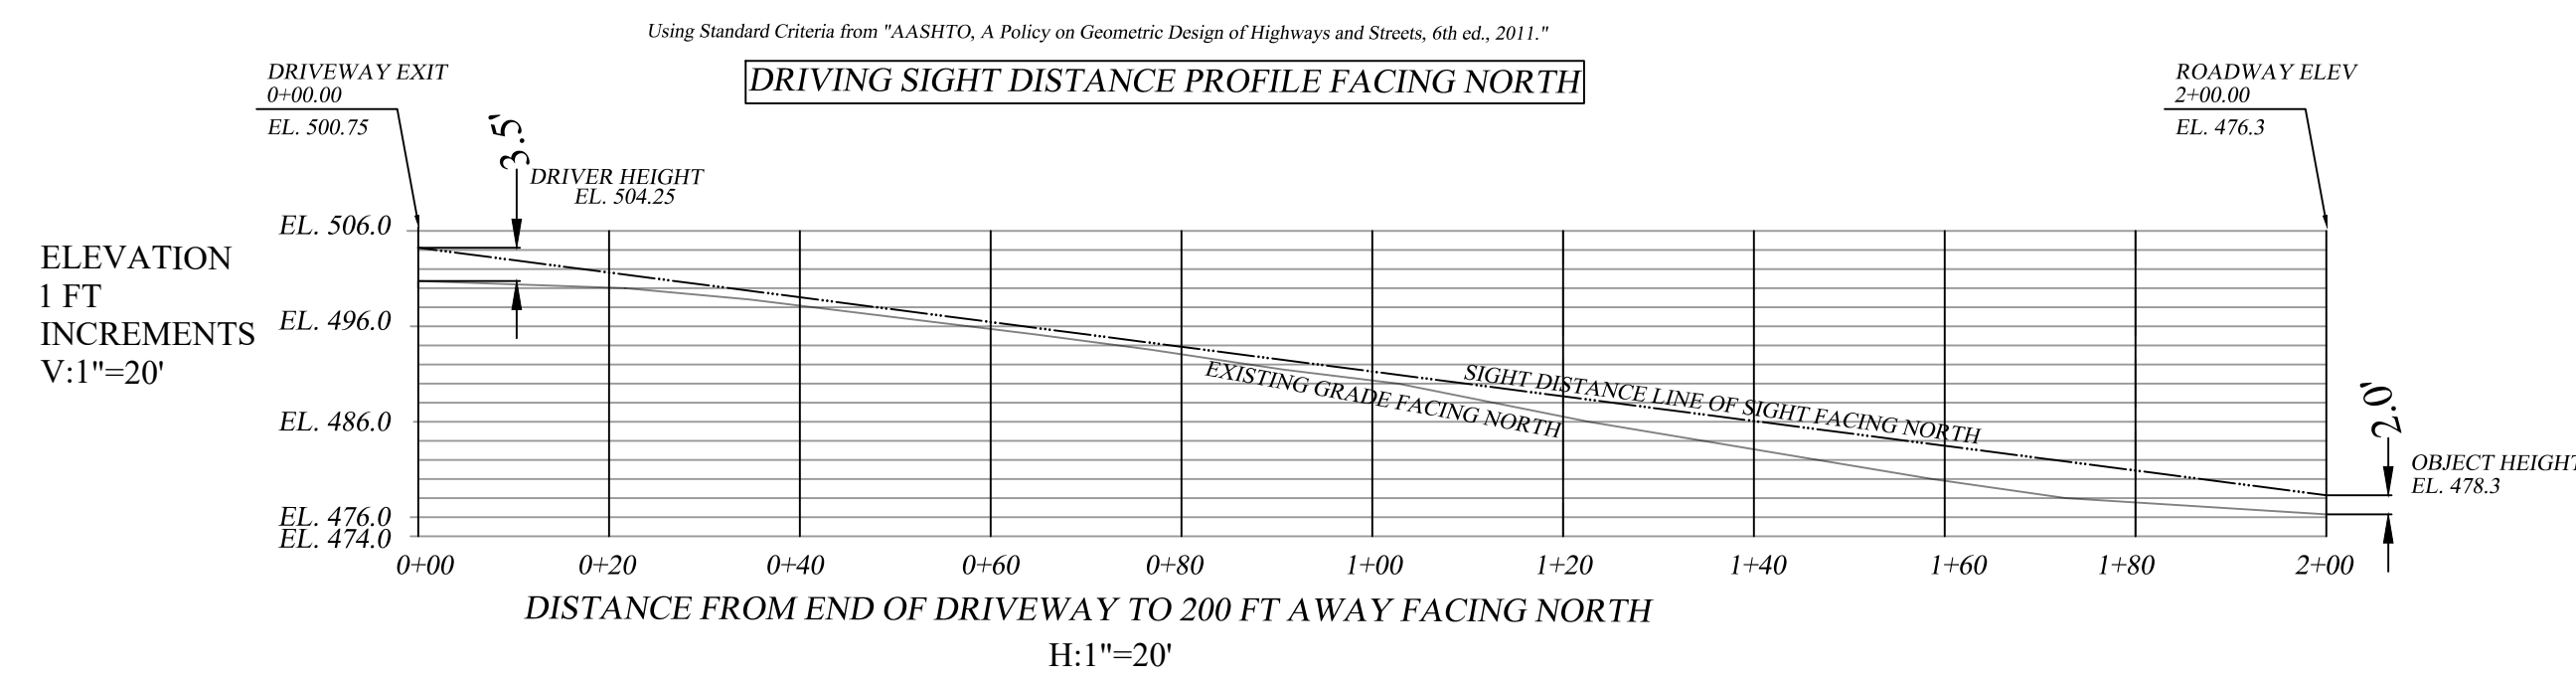 Using Standard Criteria from "AASHTO, A Policy on Geometric Design of Highways and Streets, 6th ed., 2011."
DRIVING SIGHT DISTANCE PROFILE FACING NORTH
DRIVEWAY EXIT
0+00.00
EL. 500.75
ROADWAY ELEV
2+00.00
EL. 476.3
3.5'
DRIVER HEIGHT
EL. 504.25
ELEVATION
1 FT
INCREMENTS
V:1"=20'
EL. 506.0
EL. 496.0
EL. 486.0
EL. 476.0
EL. 474.0
EXISTING GRADE FACING NORTH
SIGHT DISTANCE LINE OF SIGHT FACING NORTH
2.0'
OBJECT HEIGHT
EL. 478.3
0+00 0+20 0+40 0+60 0+80 1+00 1+20 1+40 1+60 1+80 2+00
DISTANCE FROM END OF DRIVEWAY TO 200 FT AWAY FACING NORTH
H:1"=20'